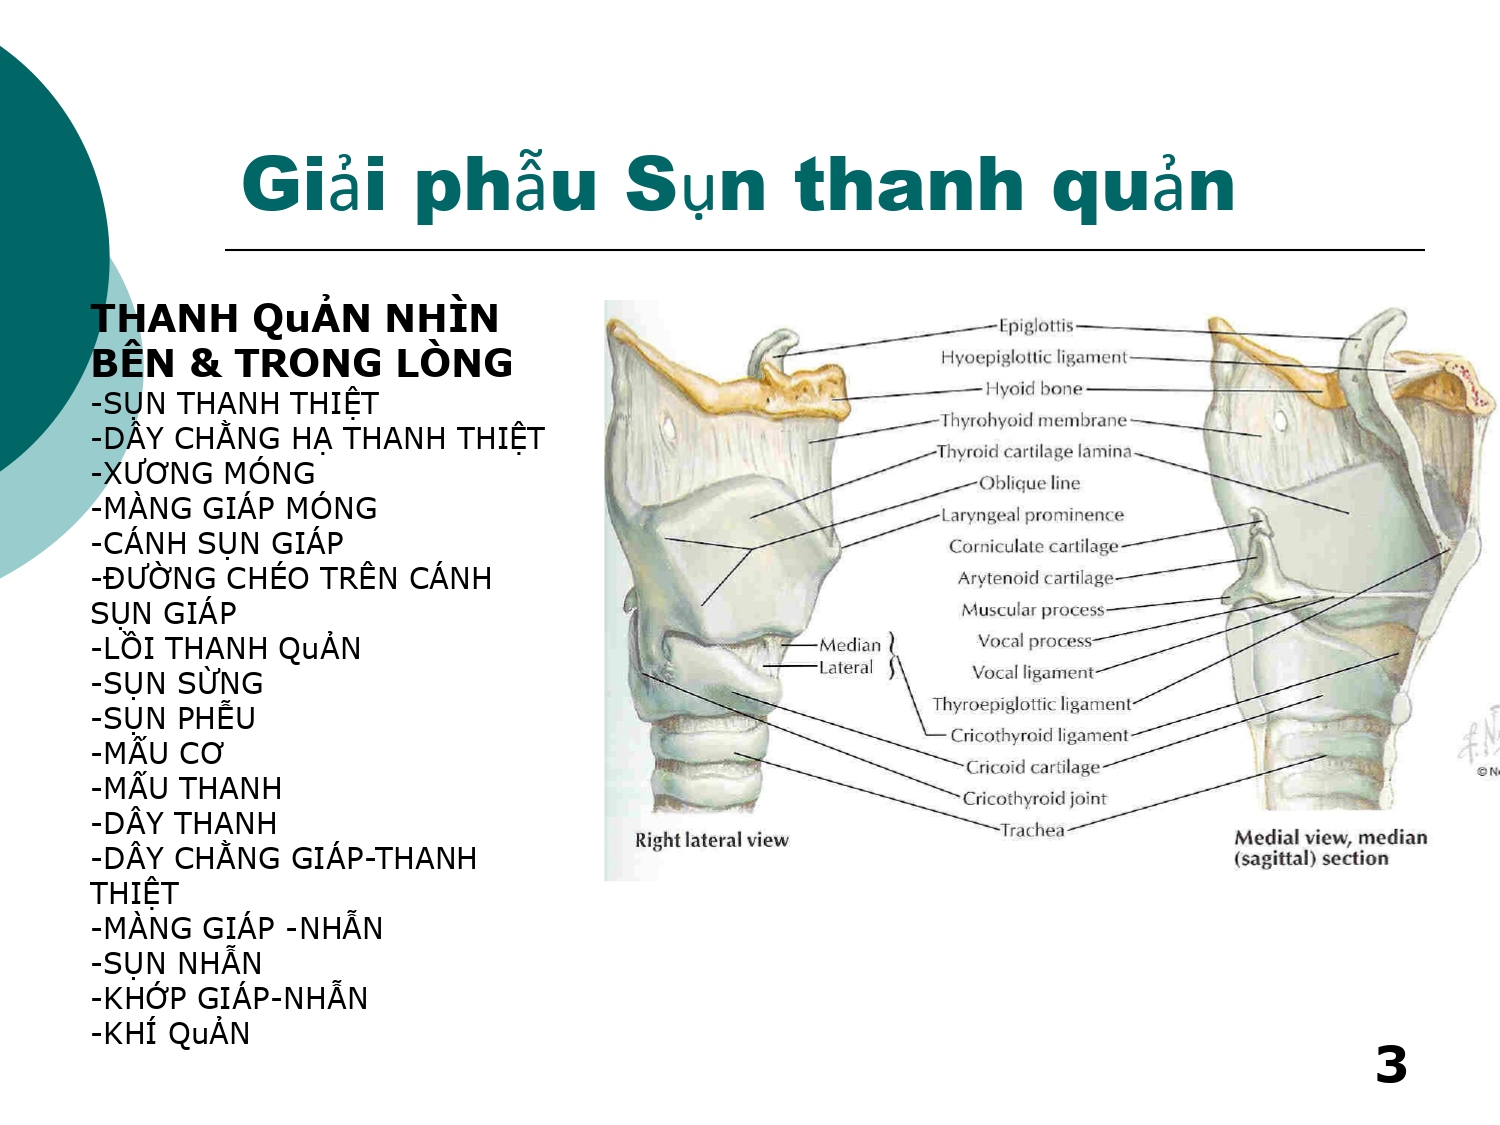 Giải phẫu Sụn thanh quản
THANH QuẢN NHÌN
BÊN & TRONG LÒNG
-SỤN THANH THIỆT
-DÂY CHẰNG HẠ THANH THIỆT
-XƯƠNG MÓNG
-MÀNG GIÁP MÓNG
-CÁNH SỤN GIÁP
-ĐƯỜNG CHÉO TRÊN CÁNH
SỤN GIÁP
-LỒI THANH QuẢN
-SỤN SỪNG
-SỤN PHỄU
-MẤU CƠ
-MẤU THANH
-DÂY THANH
-DÂY CHẰNG GIÁP-THANH
THIỆT
-MÀNG GIÁP -NHẪN
-SỤN NHẪN
-KHỚP GIÁP-NHẪN
-KHÍ QuẢN
Epiglottis
Hyoepiglottic ligament
Hyoid bone
Thyrohyoid membrane
Thyroid cartilage lamina
Oblique line
Laryngeal prominence
Corniculate cartilage
Arytenoid cartilage
Muscular process
Vocal process
Median
Lateral
Vocal ligament
Thyroepiglottic ligament
Cricothyroid ligament
Cricoid cartilage
Cricothyroid joint
Trachea
Right lateral view
Medial view, median
(sagittal) section
3